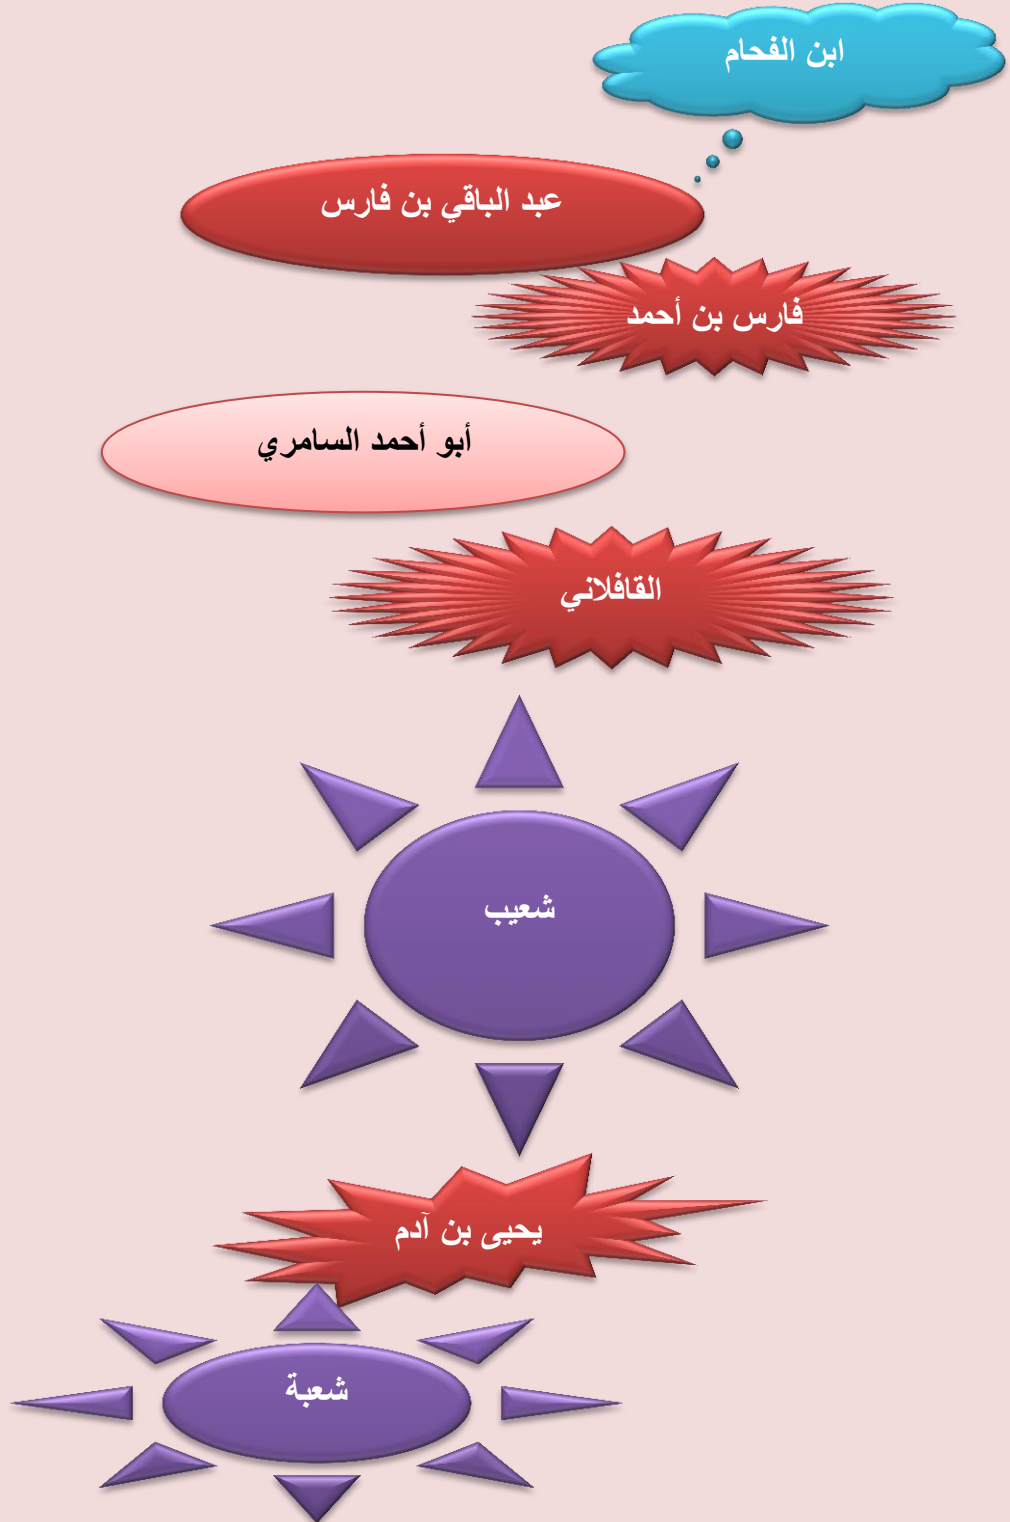 ابن الفحام
عبد الباقي بن فارس
فارس بن أحمد
أبو أحمد السامري
القافلاني
شعيب
يحيى بن آدم
شعبة